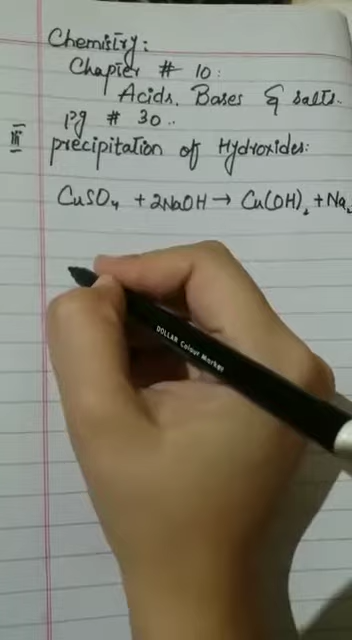 Chemistry:
Chapter # 10:
Acids, Bases & salts.
pg # 30..
III precipitation of Hydroxides:
CuSO₄ + 2NaOH → Cu(OH)₂ + Na₂
DOLLAR Colour Marker